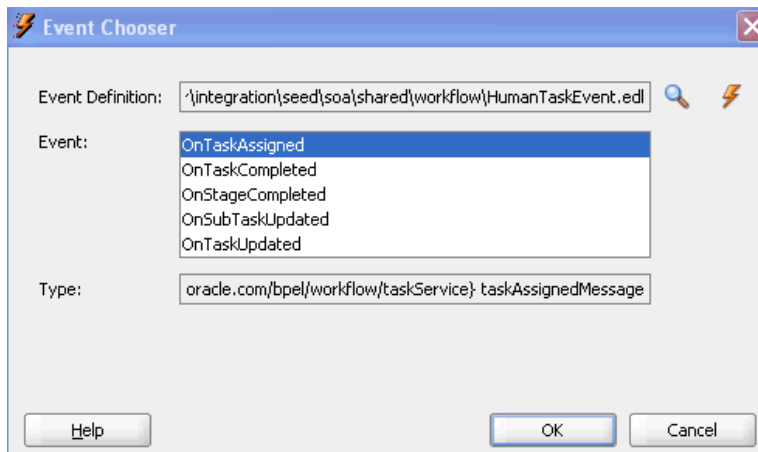 Event Chooser
Event Definition: \integration\seed\soa\shared\workflow\HumanTaskEvent.edl
Event:
OnTaskAssigned
OnTaskCompleted
OnStageCompleted
OnSubTaskUpdated
OnTaskUpdated
Type: oracle.com/bpel/workflow/taskService} taskAssignedMessage
Help OK Cancel